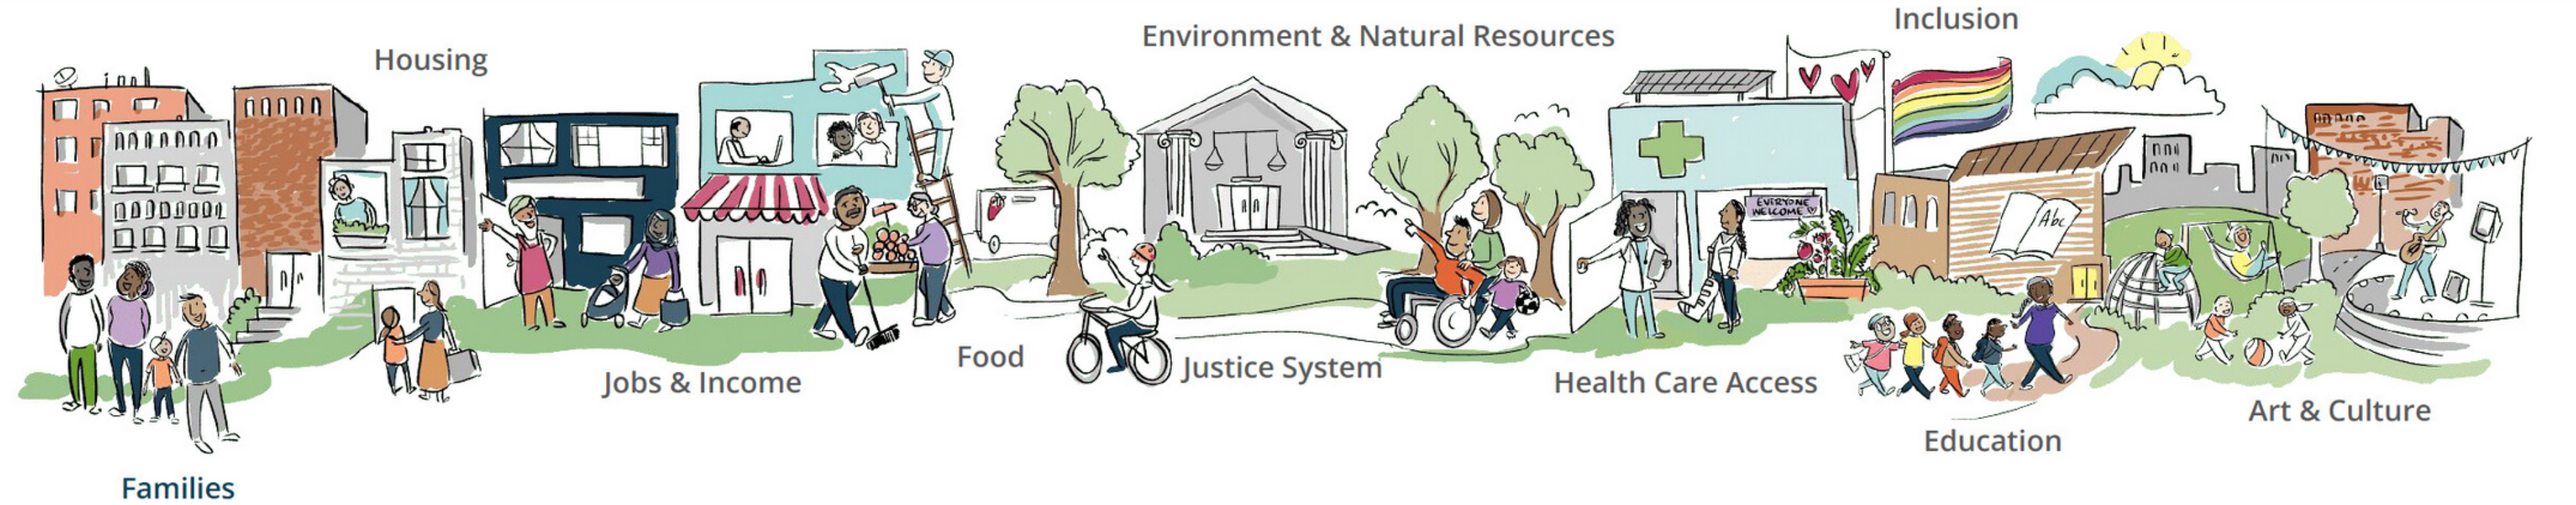 Housing
Environment & Natural Resources
Inclusion
EVERYONE
WELCOME
Abc
Food
Justice System
Jobs & Income
Health Care Access
Art & Culture
Education
Families